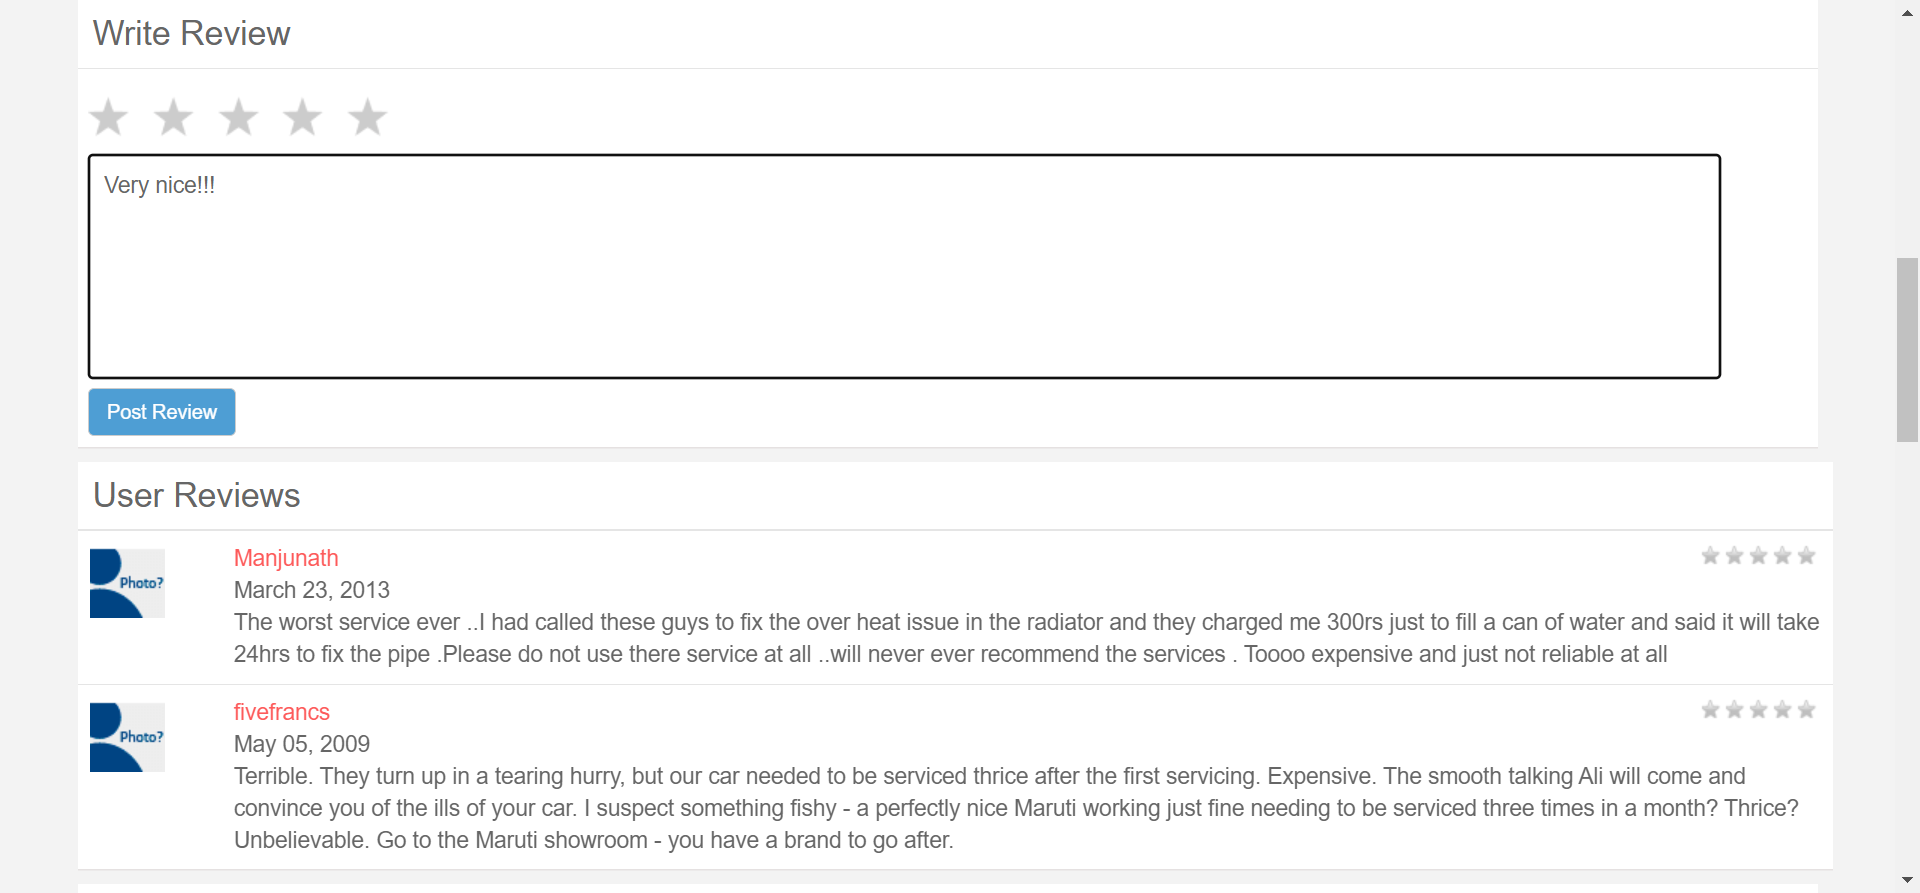 Write Review
Very nice!!!
Post Review
User Reviews
Photo?
Manjunath
March 23, 2013
The worst service ever ..I had called these guys to fix the over heat issue in the radiator and they charged me 300rs just to fill a can of water and said it will take
24hrs to fix the pipe .Please do not use there service at all ..will never ever recommend the services . Toooo expensive and just not reliable at all
Photo?
fivefrancs
May 05, 2009
Terrible. They turn up in a tearing hurry, but our car needed to be serviced thrice after the first servicing. Expensive. The smooth talking Ali will come and
convince you of the ills of your car. I suspect something fishy - a perfectly nice Maruti working just fine needing to be serviced three times in a month? Thrice?
Unbelievable. Go to the Maruti showroom - you have a brand to go after.